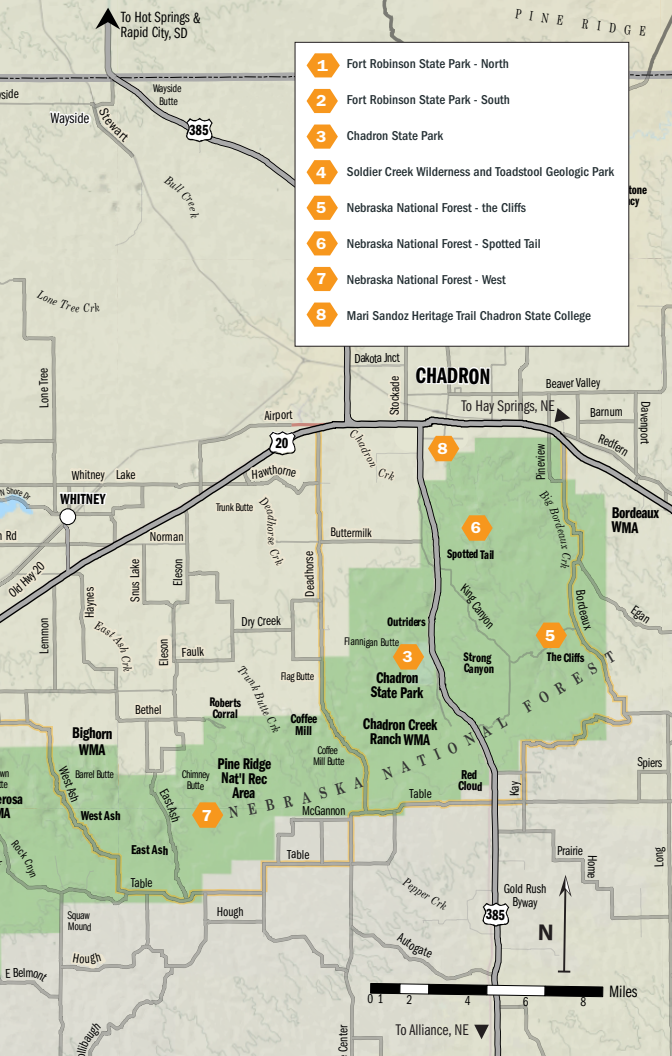 To Hot Springs &
Rapid City, SD
PINE RIDGE
1 Fort Robinson State Park - North
2 Fort Robinson State Park - South
3 Chadron State Park
4 Soldier Creek Wilderness and Toadstool Geologic Park
5 Nebraska National Forest - the Cliffs
6 Nebraska National Forest - Spotted Tail
7 Nebraska National Forest - West
8 Mari Sandoz Heritage Trail Chadron State College
Wayside
Butte
Wayside
Stewart
385
Bull Creek
Lone Tree Crk
Lone Tree
Dakota Jnct
Stockade
CHADRON
Beaver Valley
To Hay Springs, NE
Barnum
Davenport
Redfern
Airport
20
Chadron Crk
8
Pineview
Whitney Lake
Hawthorne
N Shore Dr
WHITNEY
Trunk Butte
Deadhorse Crk
Big Bordeaux Crk
Bordeaux
WMA
6
Spotted Tail
Rd
Norman
Buttermilk
Old Hwy 20
Snus Lake
Eleson
Deadhorse
Haynes
King Canyon
Bordeaux
Egan
Lemmon
East Ash Crk
Eleson
Dry Creek
Outriders
Flannigan Butte
5
The Cliffs
Faulk
3
Chadron
State Park
Strong
Canyon
Flag Butte
Trunk Butte Crk
Bethel
Roberts
Corral
Coffee
Mill
Chadron Creek
Ranch WMA
NEBRASKA NATIONAL FOREST
Bighorn
WMA
Coffee
Mill Butte
Pine Ridge
Nat'l Rec
Area
Chimney
Butte
Barrel Butte
West Ash
West Ash
East Ash
Red
Cloud
Kay
Spiers
7
McGannon
Table
East Ash
Rock Cnyn
Table
Table
Prairie
Home
Long
Squaw
Mound
Hough
Pepper Crk
Gold Rush
Byway
385
N
Hough
Autogate
E Belmont
0 1 2 4 6 8 Miles
Center
To Alliance, NE